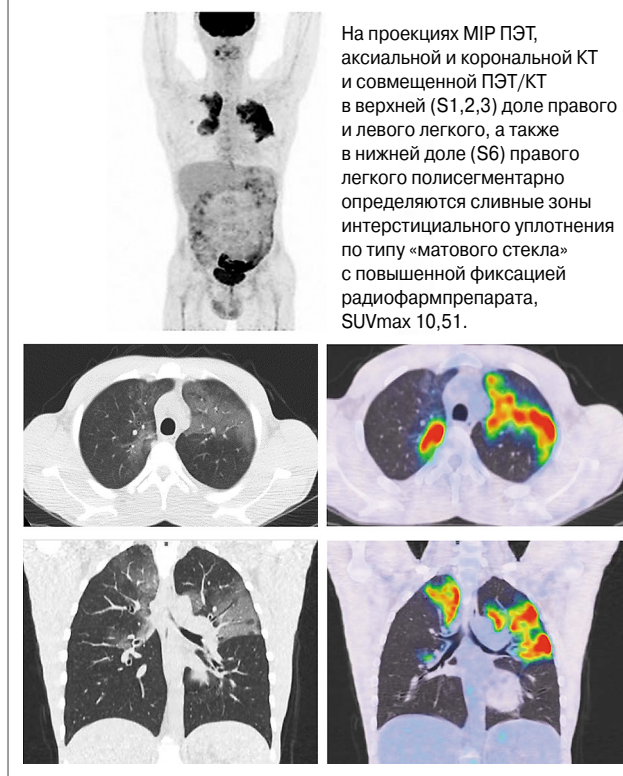 На проекциях MIP ПЭТ,
аксиальной и корональной КТ
и совмещенной ПЭТ/КТ
в верхней (S1,2,3) доле правого
и левого легкого, а также
в нижней доле (S6) правого
легкого полисегментарно
определяются сливные зоны
интерстициального уплотнения
по типу «матового стекла»
с повышенной фиксацией
радиофармпрепарата,
SUVmax 10,51.